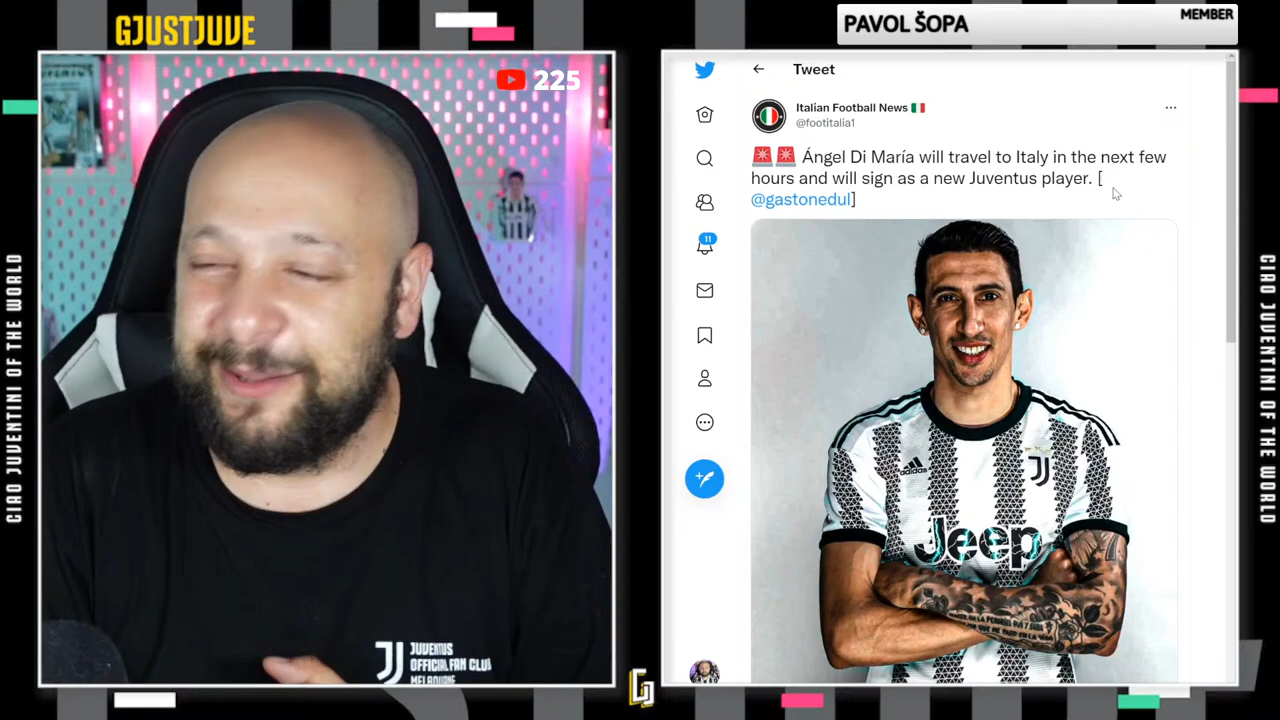 GJUSTJUVE
PAVOL ŠOPA
MEMBER
225
CIAO JUVENTINI OF THE WORLD
Tweet
Italian Football News
@footitalia1
Ángel Di María will travel to Italy in the next few
hours and will sign as a new Juventus player. [
@gastonedul]
11
Jeep
JUVENTUS
OFFICIAL FAN CLUB
MELBOURNE
CIAO JUVENTINI OF THE WORLD